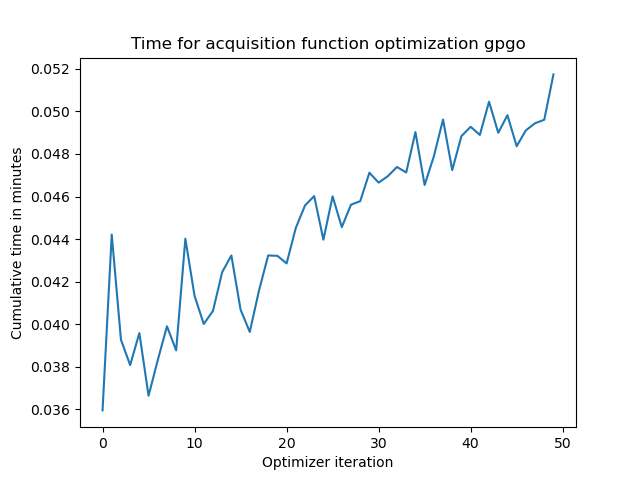 Time for acquisition function optimization gpgo
0.052
0.050
0.048
0.046
0.044
0.042
0.040
0.038
0.036
Cumulative time in minutes
0 10 20 30 40 50
Optimizer iteration